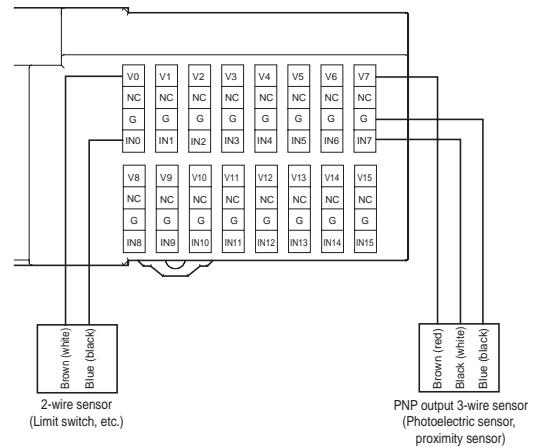 V0 V1 V2 V3 V4 V5 V6 V7
NC NC NC NC NC NC NC NC
G G G G G G G G
IN0 IN1 IN2 IN3 IN4 IN5 IN6 IN7
V8 V9 V10 V11 V12 V13 V14 V15
NC NC NC NC NC NC NC NC
G G G G G G G G
IN8 IN9 IN10 IN11 IN12 IN13 IN14 IN15
Brown (white)
Blue (black)
2-wire sensor
(Limit switch, etc.)
Brown (red)
Black (white)
Blue (black)
PNP output 3-wire sensor
(Photoelectric sensor,
proximity sensor)